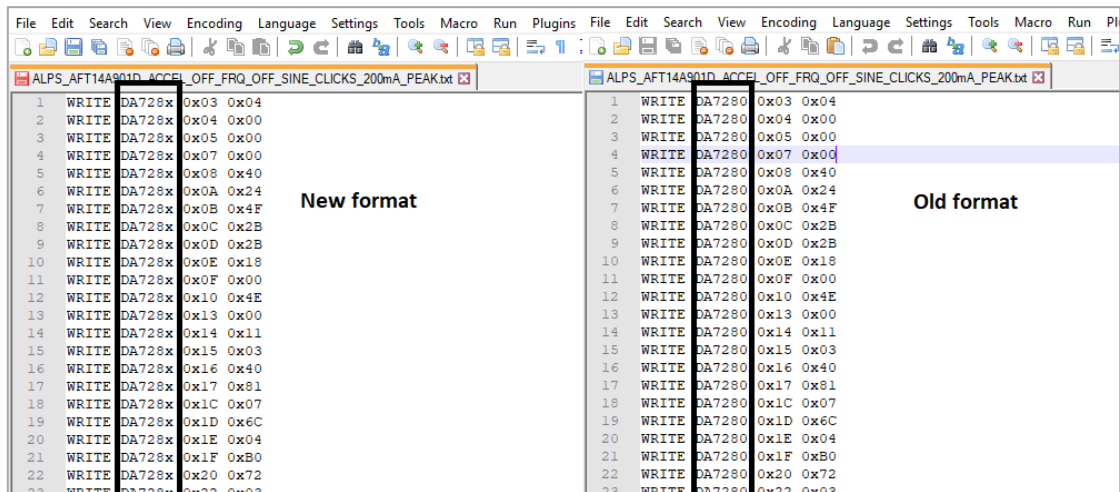 File Edit Search View Encoding Language Settings Tools Macro Run Plugins
ALPS_AFT14A901D_ACCEL_OFF_FRQ_OFF_SINE_CLICKS_200mA_PEAK.txt
1 WRITE DA728x 0x03 0x04
2 WRITE DA728x 0x04 0x00
3 WRITE DA728x 0x05 0x00
4 WRITE DA728x 0x07 0x00
5 WRITE DA728x 0x08 0x40
6 WRITE DA728x 0x0A 0x24
7 WRITE DA728x 0x0B 0x4F
8 WRITE DA728x 0x0C 0x2B
9 WRITE DA728x 0x0D 0x2B
10 WRITE DA728x 0x0E 0x18
11 WRITE DA728x 0x0F 0x00
12 WRITE DA728x 0x10 0x4E
13 WRITE DA728x 0x13 0x00
14 WRITE DA728x 0x14 0x11
15 WRITE DA728x 0x15 0x03
16 WRITE DA728x 0x16 0x40
17 WRITE DA728x 0x17 0x81
18 WRITE DA728x 0x1C 0x07
19 WRITE DA728x 0x1D 0x6C
20 WRITE DA728x 0x1E 0x04
21 WRITE DA728x 0x1F 0xB0
22 WRITE DA728x 0x20 0x72
23 WRITE DA728x 0x22 0x03
New format
File Edit Search View Encoding Language Settings Tools Macro Run Pl
ALPS_AFT14A901D_ACCEL_OFF_FRQ_OFF_SINE_CLICKS_200mA_PEAK.txt
1 WRITE DA7280 0x03 0x04
2 WRITE DA7280 0x04 0x00
3 WRITE DA7280 0x05 0x00
4 WRITE DA7280 0x07 0x00
5 WRITE DA7280 0x08 0x40
6 WRITE DA7280 0x0A 0x24
7 WRITE DA7280 0x0B 0x4F
8 WRITE DA7280 0x0C 0x2B
9 WRITE DA7280 0x0D 0x2B
10 WRITE DA7280 0x0E 0x18
11 WRITE DA7280 0x0F 0x00
12 WRITE DA7280 0x10 0x4E
13 WRITE DA7280 0x13 0x00
14 WRITE DA7280 0x14 0x11
15 WRITE DA7280 0x15 0x03
16 WRITE DA7280 0x16 0x40
17 WRITE DA7280 0x17 0x81
18 WRITE DA7280 0x1C 0x07
19 WRITE DA7280 0x1D 0x6C
20 WRITE DA7280 0x1E 0x04
21 WRITE DA7280 0x1F 0xB0
22 WRITE DA7280 0x20 0x72
23 WRITE DA7280 0x22 0x03
Old format